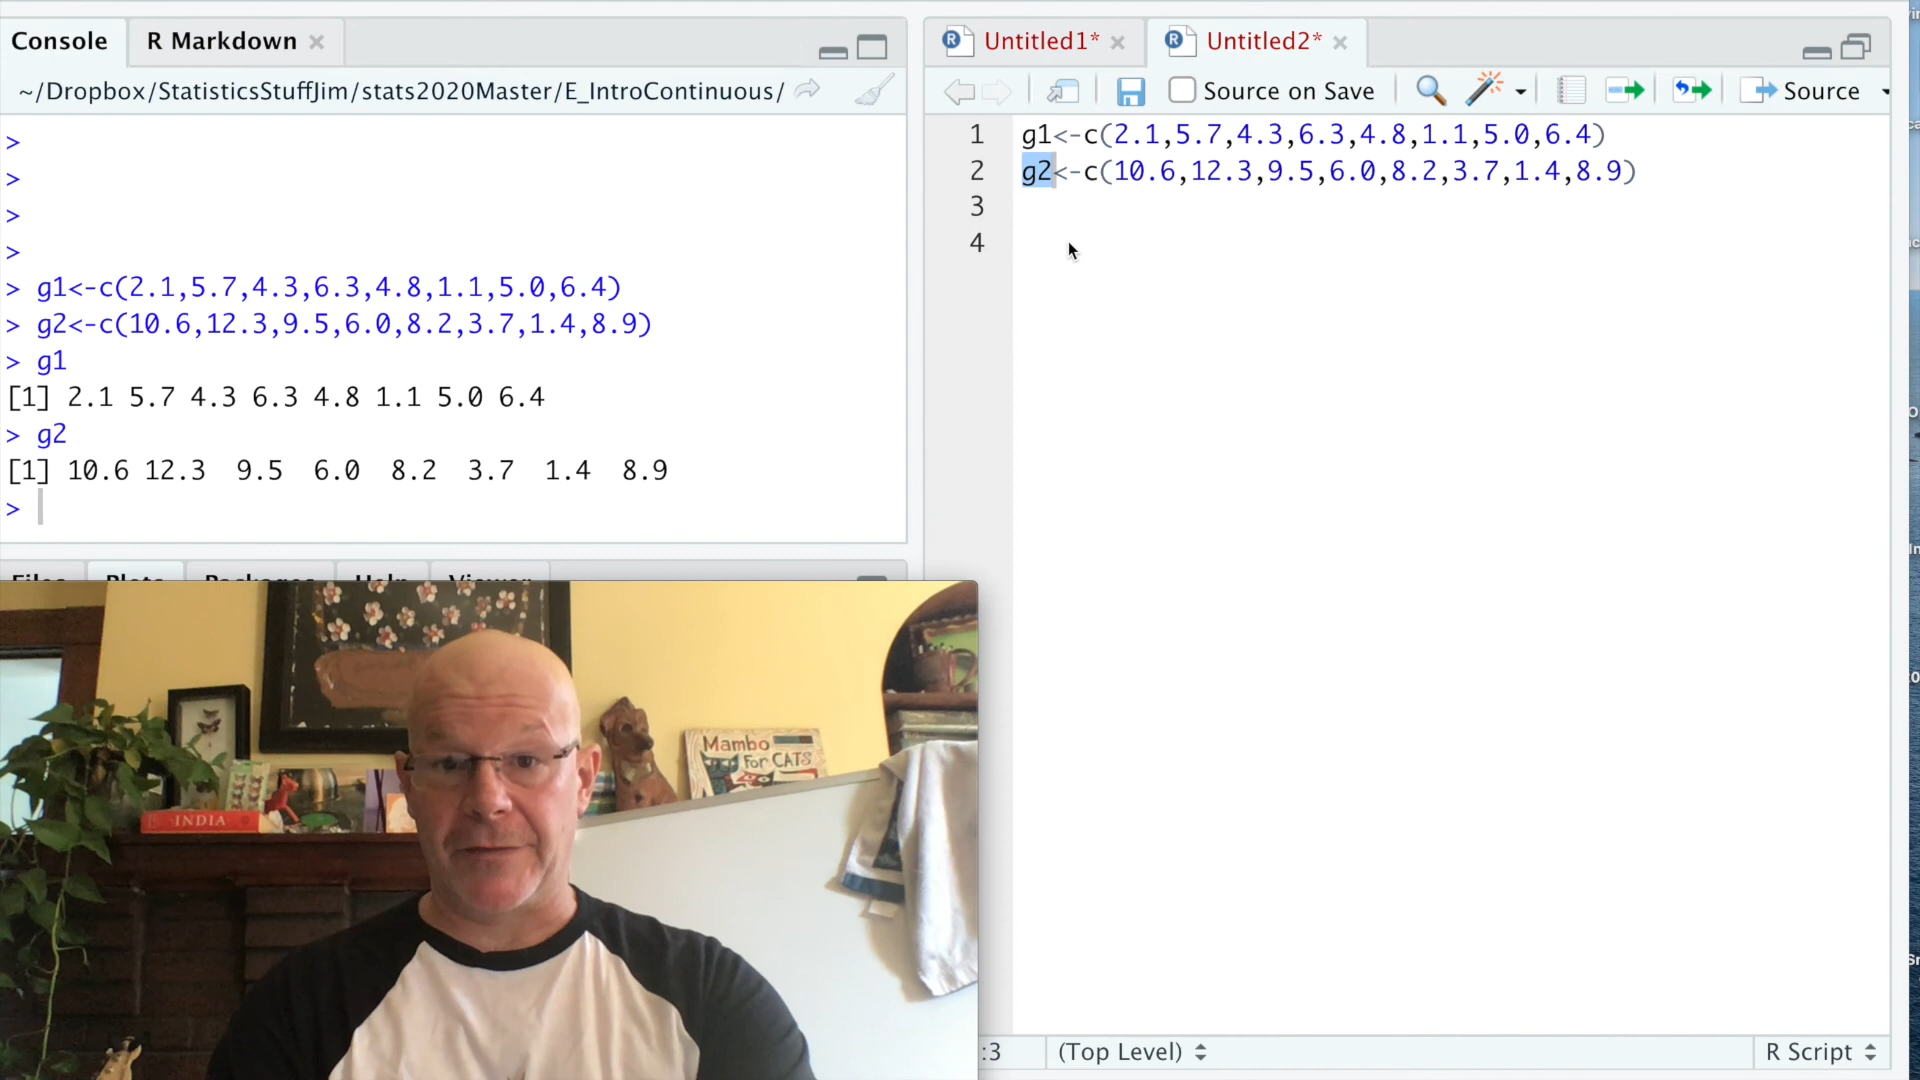 Console
R Markdown
~/Dropbox/StatisticsStuffJim/stats2020Master/E_IntroContinuous/
>
>
>
>
> g1<-c(2.1,5.7,4.3,6.3,4.8,1.1,5.0,6.4)
> g2<-c(10.6,12.3,9.5,6.0,8.2,3.7,1.4,8.9)
> g1
[1] 2.1 5.7 4.3 6.3 4.8 1.1 5.0 6.4
> g2
[1] 10.6 12.3 9.5 6.0 8.2 3.7 1.4 8.9
>
Files Plots Packages Help Viewer
Untitled1*
Untitled2*
Source on Save
Source
1 g1<-c(2.1,5.7,4.3,6.3,4.8,1.1,5.0,6.4)
2 g2<-c(10.6,12.3,9.5,6.0,8.2,3.7,1.4,8.9)
3
4
:3
(Top Level)
R Script
Mambo
For CATS
INDIA